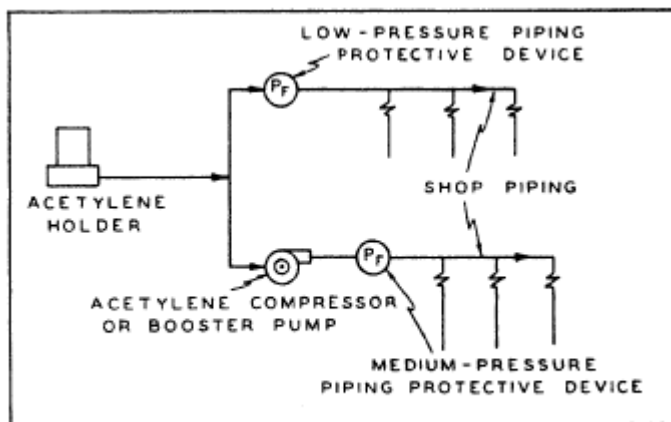 LOW-PRESSURE PIPING
PROTECTIVE DEVICE
PF
ACETYLENE
HOLDER
SHOP PIPING
PF
ACETYLENE COMPRESSOR
OR BOOSTER PUMP
MEDIUM-PRESSURE
PIPING PROTECTIVE DEVICE